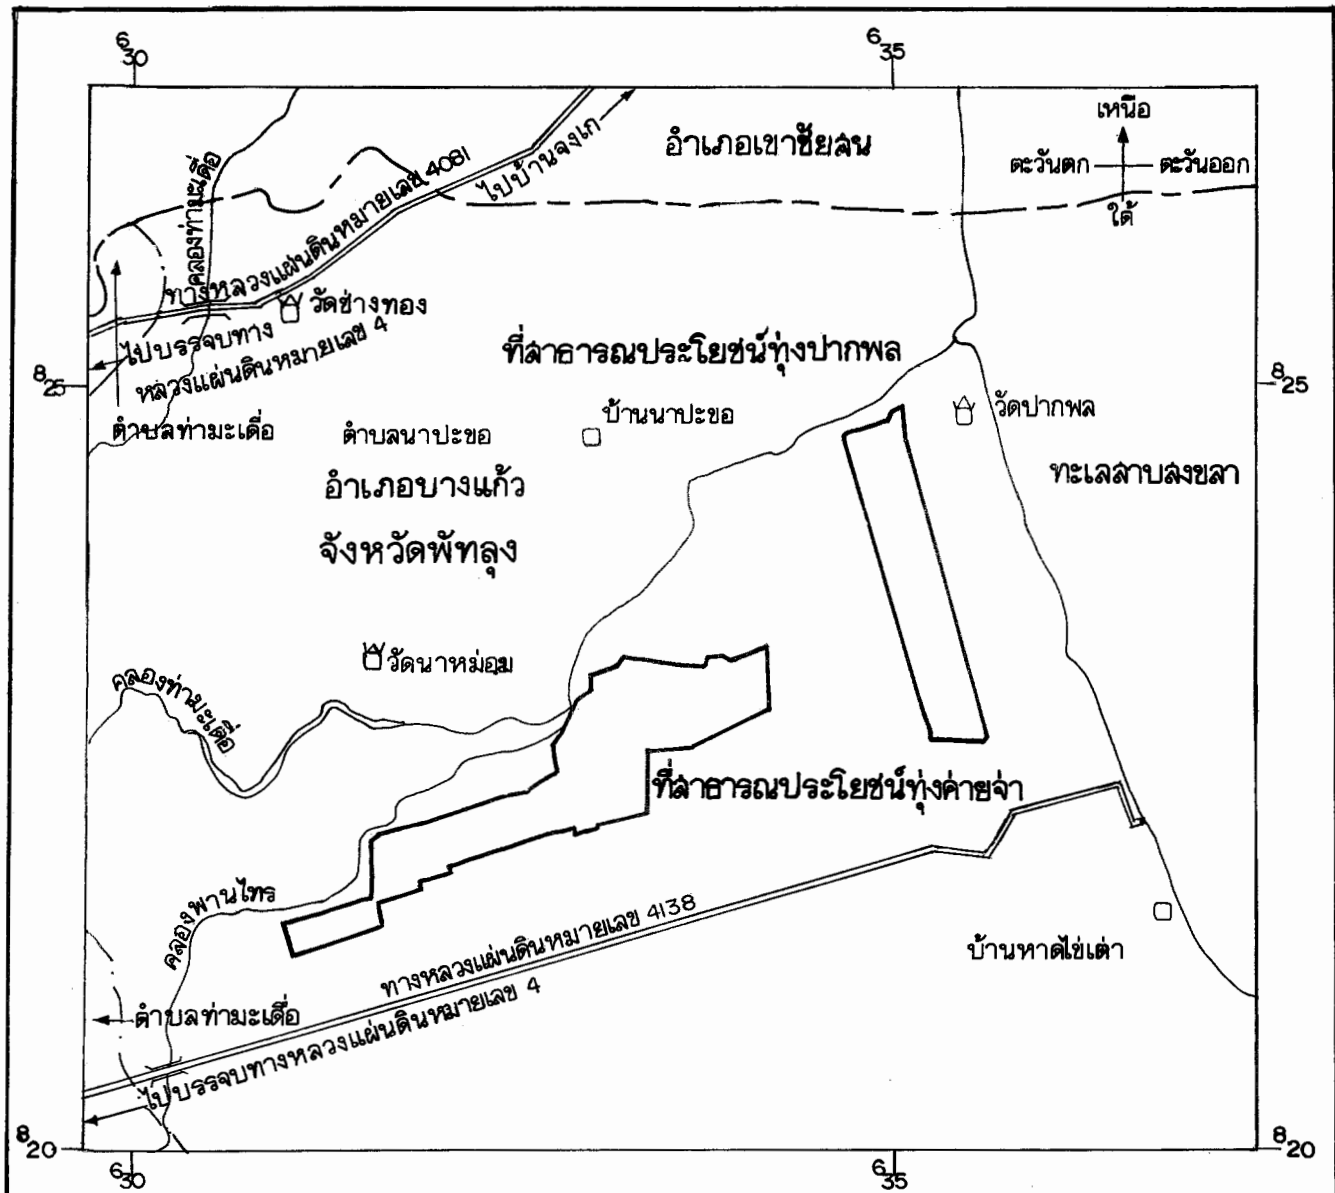 630
635
อำเภอเขาชัยสน
เหนือ
ตะวันตก
ตะวันออก
ใต้
คลองท่ามะเดื่อ
ทางหลวงแผ่นดินหมายเลข 4081
ไปบ้านจงเก
วัดช่างทอง
ไปบรรจบทาง
หลวงแผ่นดินหมายเลข 4
ที่สาธารณประโยชน์ทุ่งปากพล
825
825
ตำบลท่ามะเดื่อ
ตำบลนาปะขอ
บ้านนาปะขอ
วัดปากพล
อำเภอบางแก้ว
ทะเลสาบสงขลา
จังหวัดพัทลุง
วัดนาหม่อม
คลองท่ามะเดื่อ
ที่สาธารณประโยชน์ทุ่งค่ายจ่า
คลองพานไทร
ทางหลวงแผ่นดินหมายเลข 4138
บ้านหาดไข่เต่า
ตำบลท่ามะเดื่อ
ไปบรรจบทางหลวงแผ่นดินหมายเลข 4
820
820
630
635